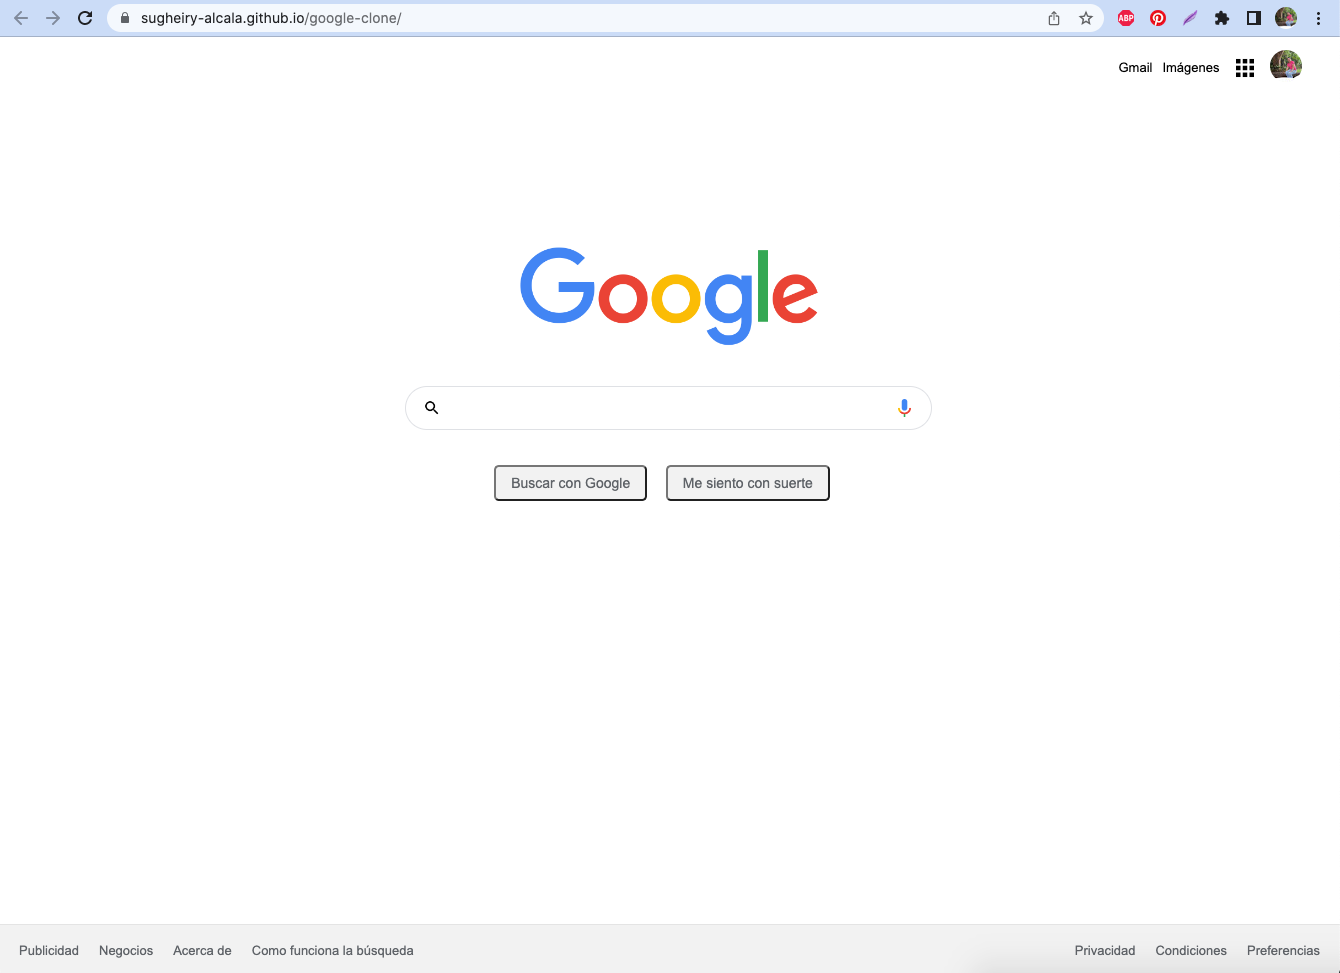 sugheiry-alcala.github.io/google-clone/
ABP
Gmail Imágenes
Google
Buscar con Google Me siento con suerte
Publicidad Negocios Acerca de Como funciona la búsqueda Privacidad Condiciones Preferencias